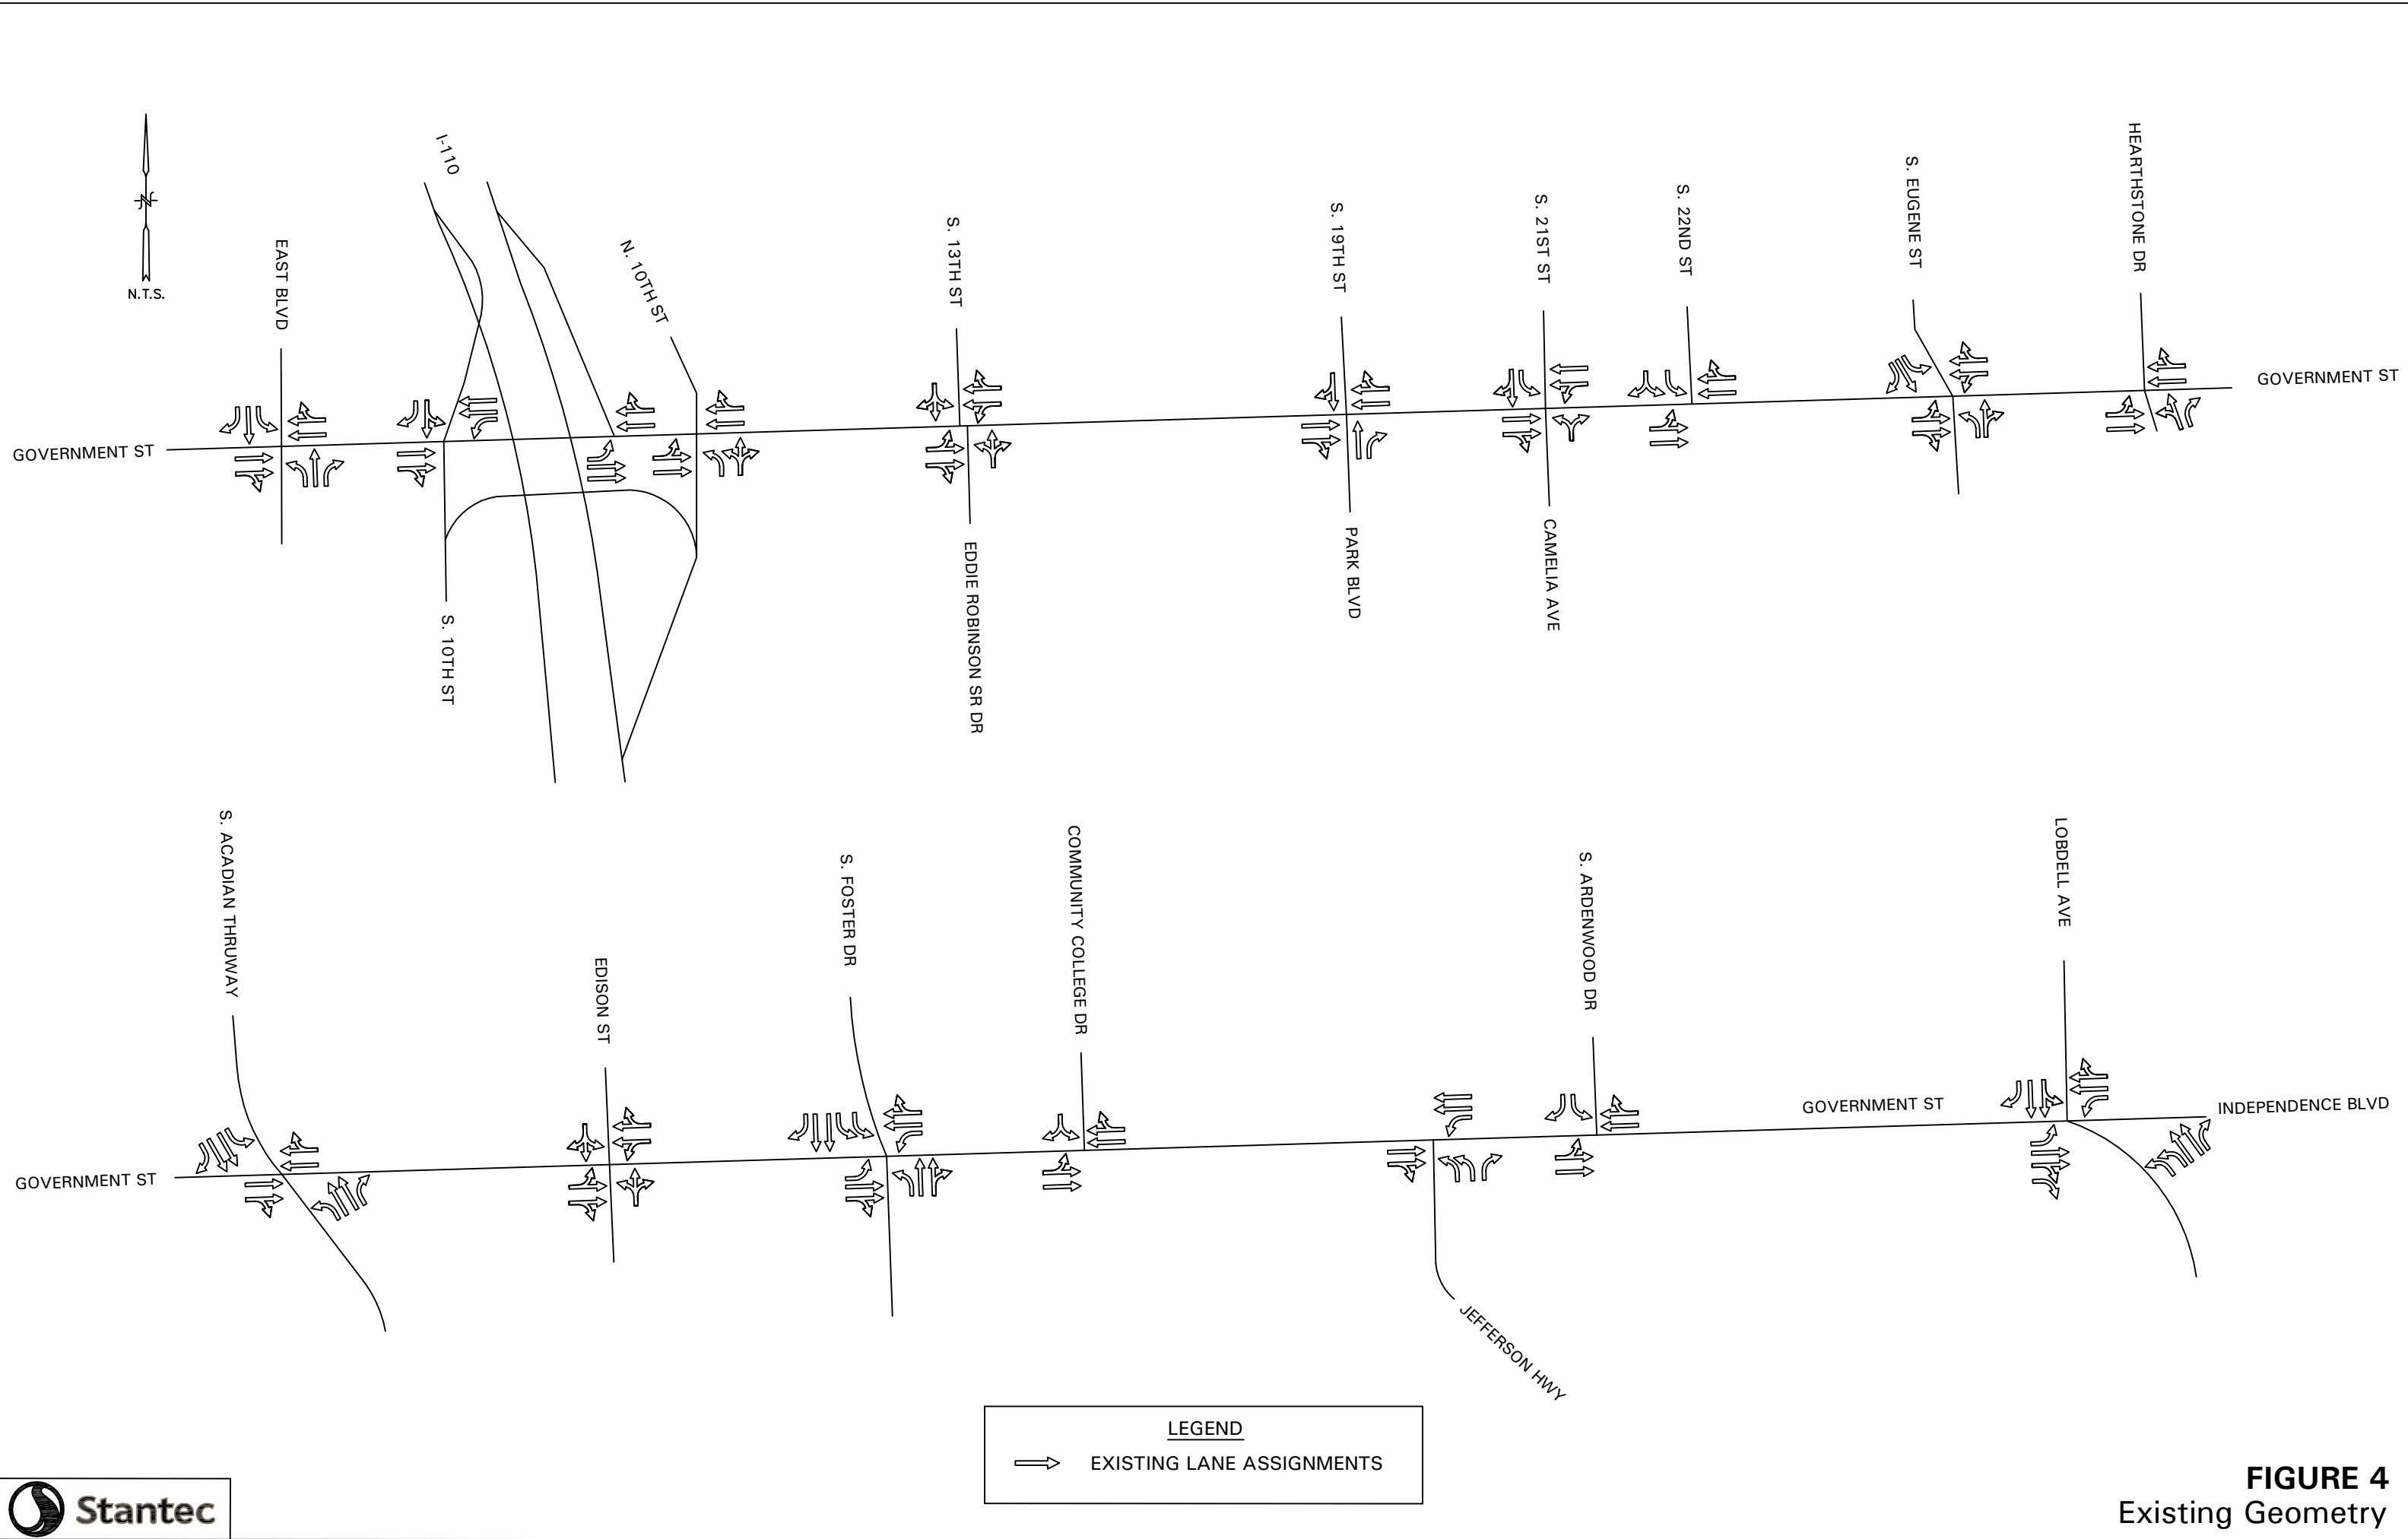 N
N.T.S.
I-110
EAST BLVD
N. 10TH ST
S. 13TH ST
S. 19TH ST
S. 21ST ST
S. 22ND ST
S. EUGENE ST
HEARTHSTONE DR
GOVERNMENT ST
GOVERNMENT ST
S. 10TH ST
EDDIE ROBINSON SR DR
PARK BLVD
CAMELIA AVE
S. ACADIAN THRUWAY
EDISON ST
S. FOSTER DR
COMMUNITY COLLEGE DR
S. ARDENWOOD DR
LOBDELL AVE
GOVERNMENT ST
INDEPENDENCE BLVD
GOVERNMENT ST
JEFFERSON HWY
LEGEND
EXISTING LANE ASSIGNMENTS
Stantec
FIGURE 4
Existing Geometry